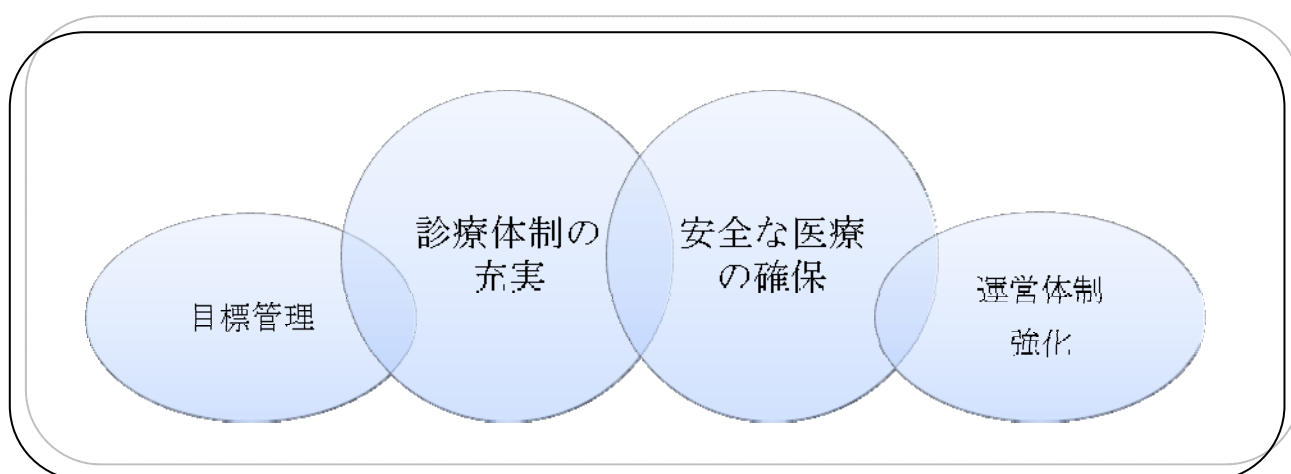 目標管理
診療体制の
充実
安全な医療
の確保
運営体制
強化